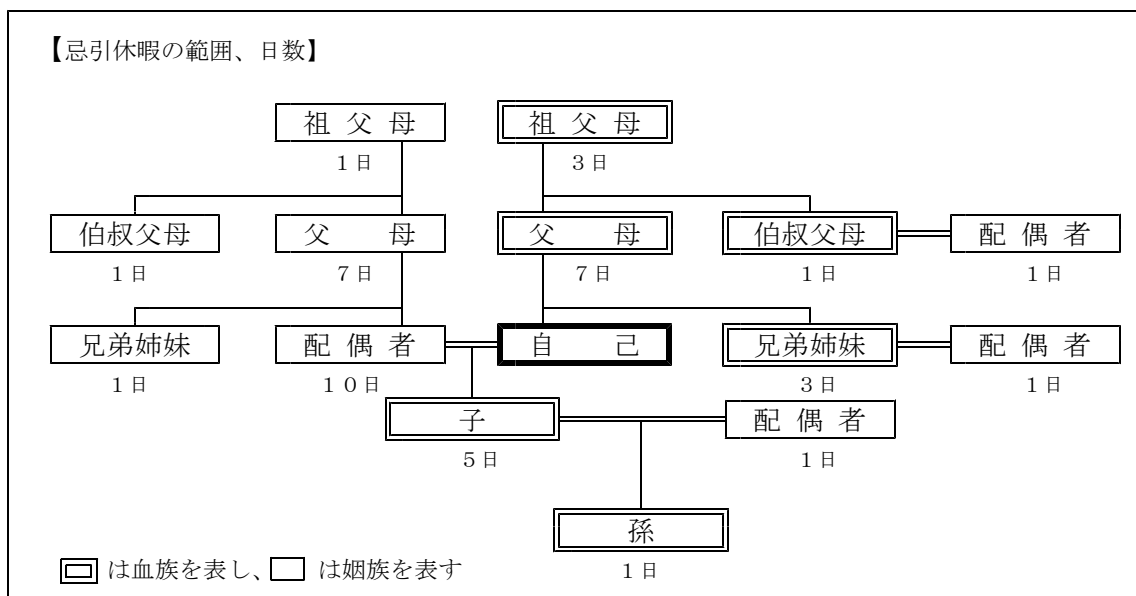 【忌引休暇の範囲、日数】
祖父母 祖父母
1日 3日
伯叔父母 父母 父母 伯叔父母 配偶者
1日 7日 7日 1日 1日
兄弟姉妹 配偶者 自己 兄弟姉妹 配偶者
1日 10日 3日 1日
子 配偶者
5日 1日
孫
1日
は血族を表し、 は姻族を表す